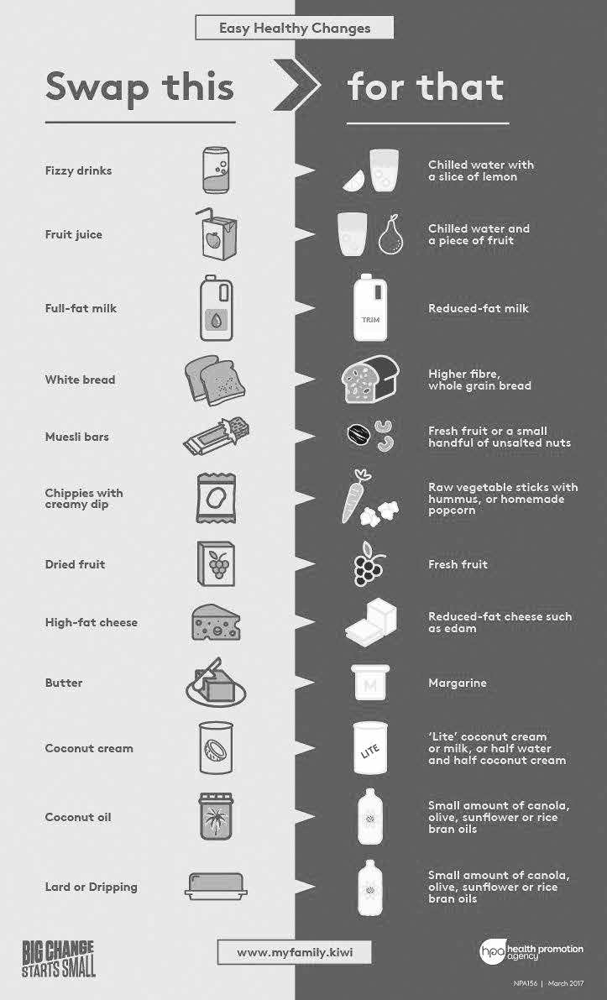 Easy Healthy Changes
Swap this
for that
Fizzy drinks
Chilled water with
a slice of lemon
Fruit juice
Chilled water and
a piece of fruit
Full-fat milk
TRIM
Reduced-fat milk
White bread
Higher fibre,
whole grain bread
Muesli bars
Fresh fruit or a small
handful of unsalted nuts
Chippies with
creamy dip
Raw vegetable sticks with
hummus, or homemade
popcorn
Dried fruit
Fresh fruit
High-fat cheese
Reduced-fat cheese such
as edam
Butter
M
Margarine
Coconut cream
LITE
‘Lite’ coconut cream
or milk, or half water
and half coconut cream
Coconut oil
Small amount of canola,
olive, sunflower or rice
bran oils
Lard or Dripping
Small amount of canola,
olive, sunflower or rice
bran oils
BIG CHANGE
STARTS SMALL
www.myfamily.kiwi
hpa health promotion
agency
NPA156 | March 2017